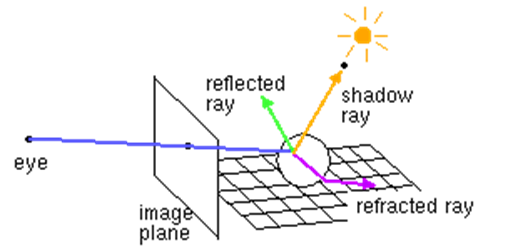 reflected
ray
shadow
ray
eye
image
plane
refracted ray